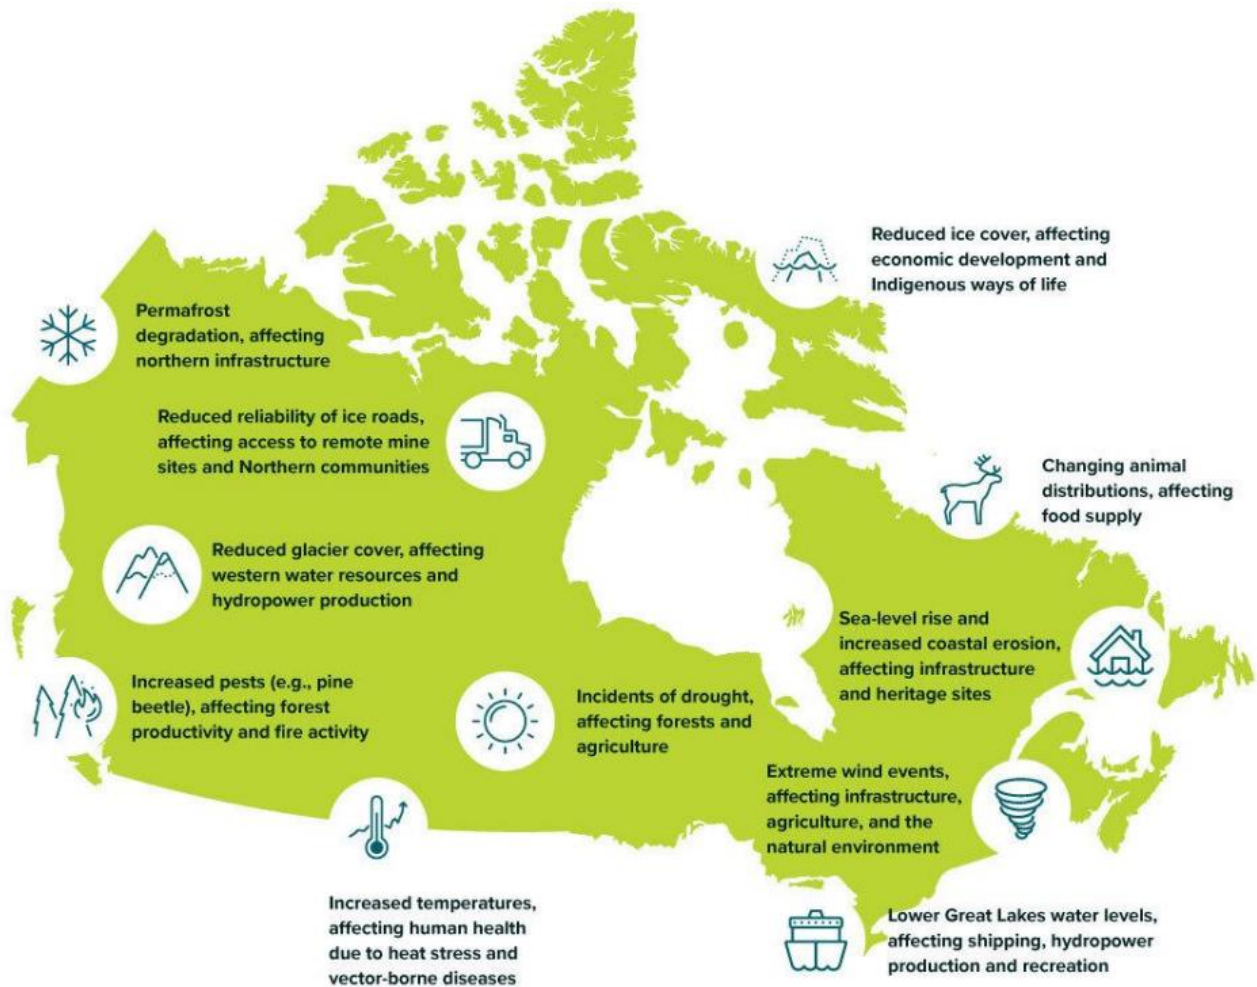 Reduced ice cover, affecting
economic development and
Indigenous ways of life
Permafrost
degradation, affecting
northern infrastructure
Reduced reliability of ice roads,
affecting access to remote mine
sites and Northern communities
Changing animal
distributions, affecting
food supply
Reduced glacier cover, affecting
western water resources and
hydropower production
Sea-level rise and
increased coastal erosion,
affecting infrastructure
and heritage sites
Increased pests (e.g., pine
beetle), affecting forest
productivity and fire activity
Incidents of drought,
affecting forests and
agriculture
Extreme wind events,
affecting infrastructure,
agriculture, and the
natural environment
Increased temperatures,
affecting human health
due to heat stress and
vector-borne diseases
Lower Great Lakes water levels,
affecting shipping, hydropower
production and recreation